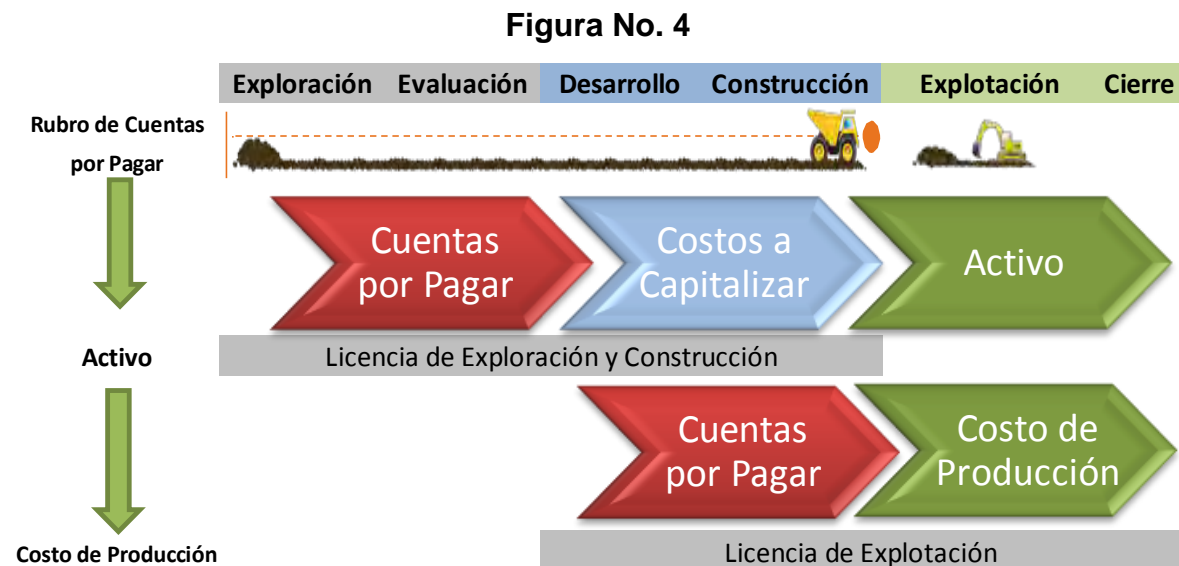 Figura No. 4
Exploración Evaluación Desarrollo Construcción Explotación Cierre
Rubro de Cuentas
por Pagar
Cuentas
por Pagar
Costos a
Capitalizar
Activo
Activo
Licencia de Exploración y Construcción
Cuentas
por Pagar
Costo de
Producción
Costo de Producción
Licencia de Explotación